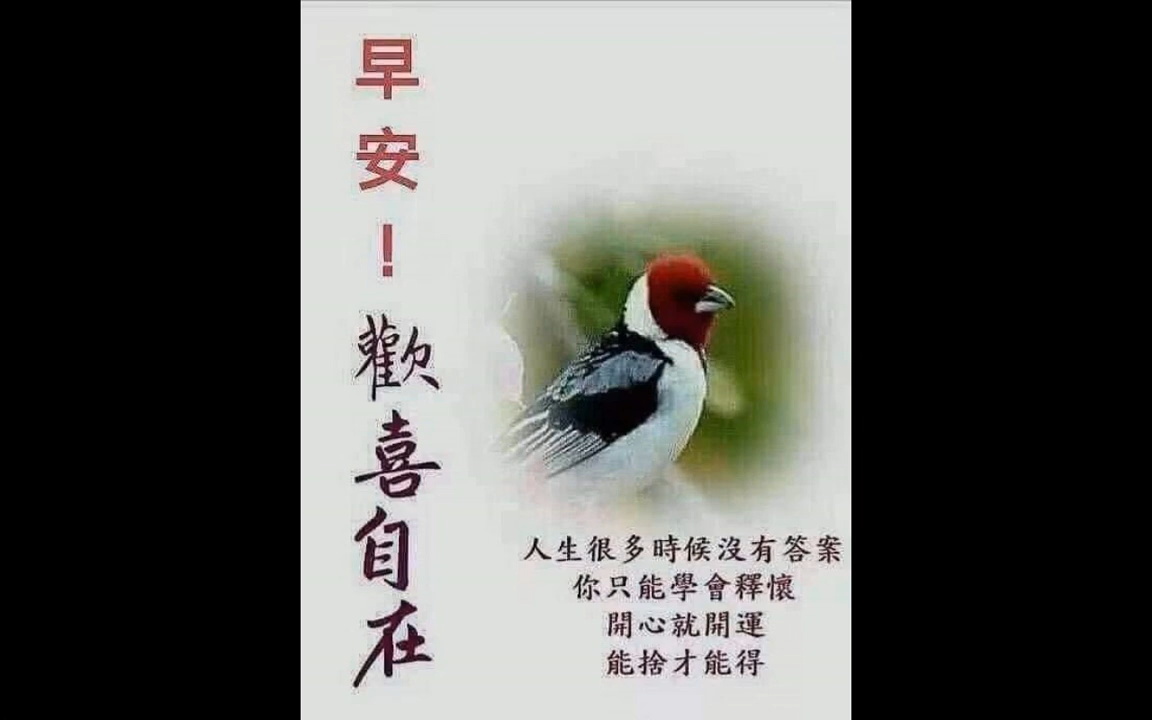 早安！
歡喜自在
人生很多時候沒有答案
你只能學會釋懷
開心就開運
能捨才能得